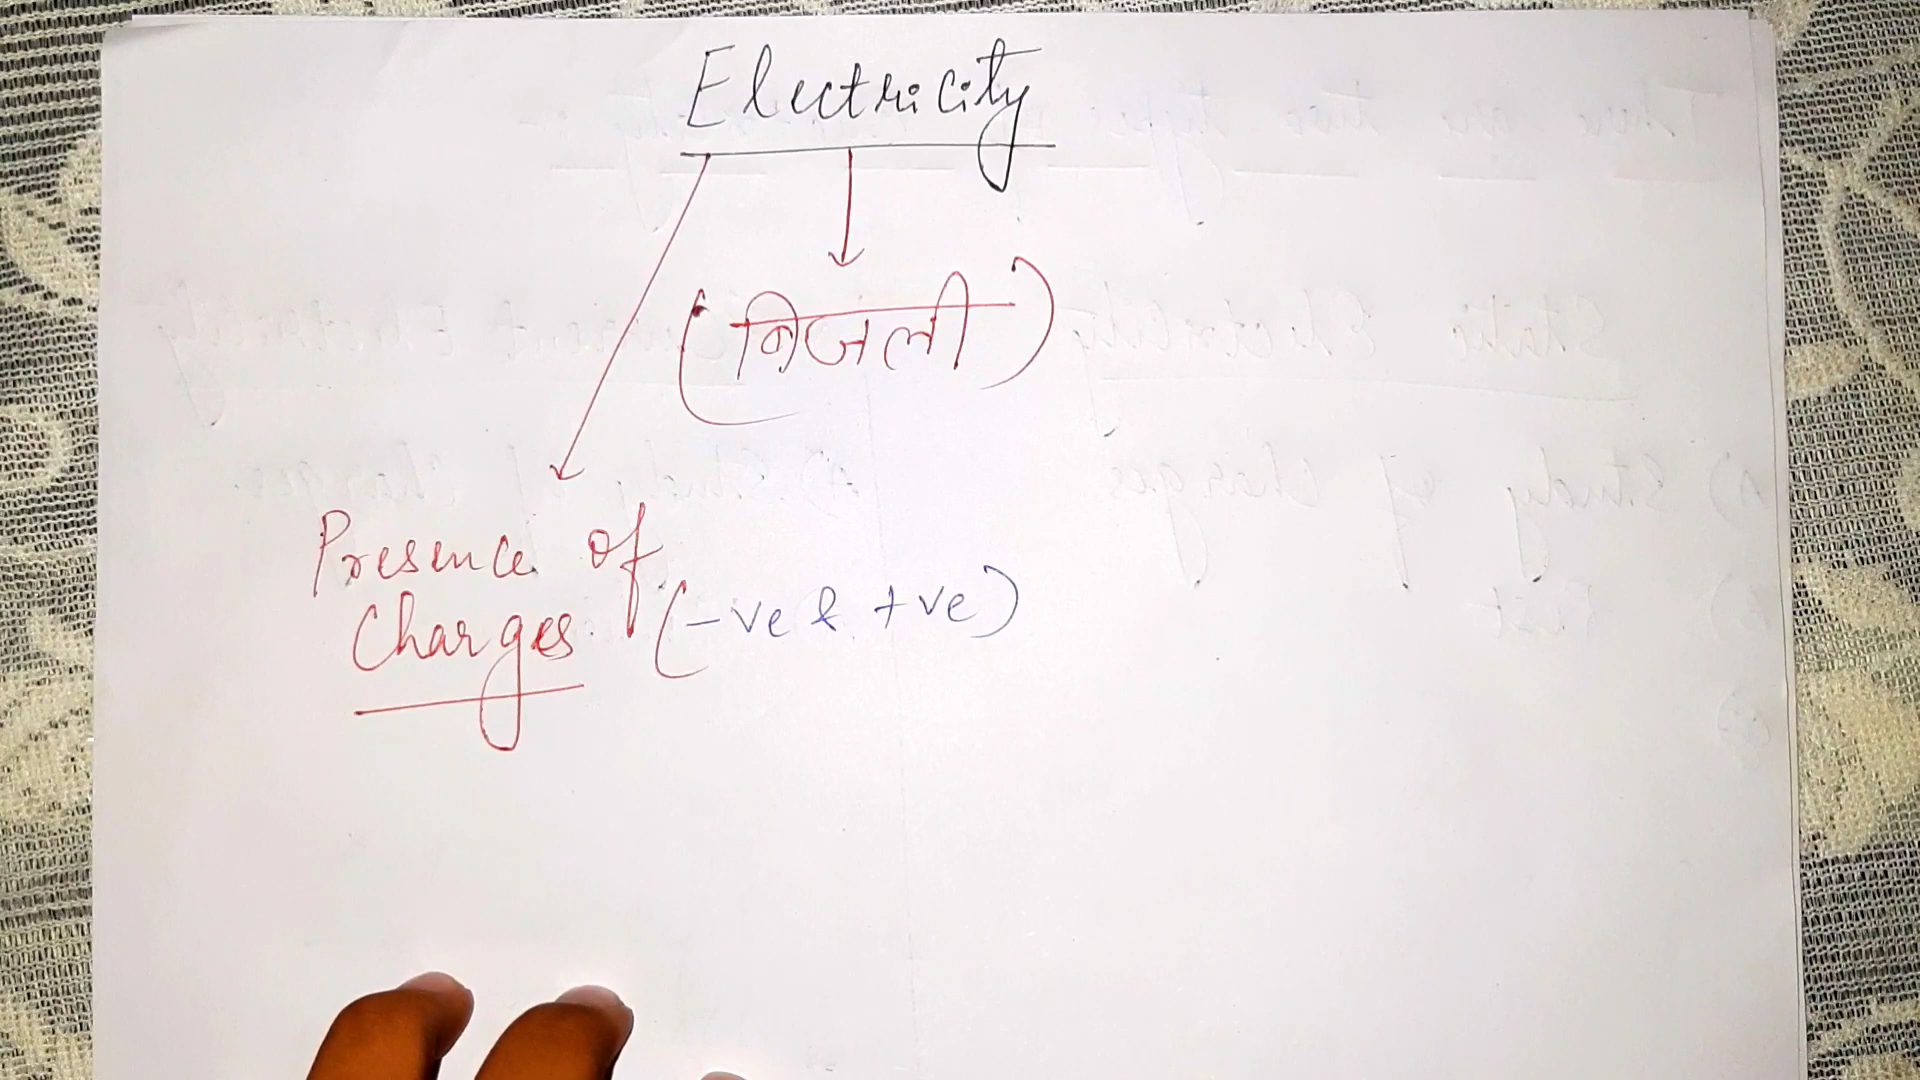 Electricity
(बिजली)
Presence of
Charges. (-ve & +ve)